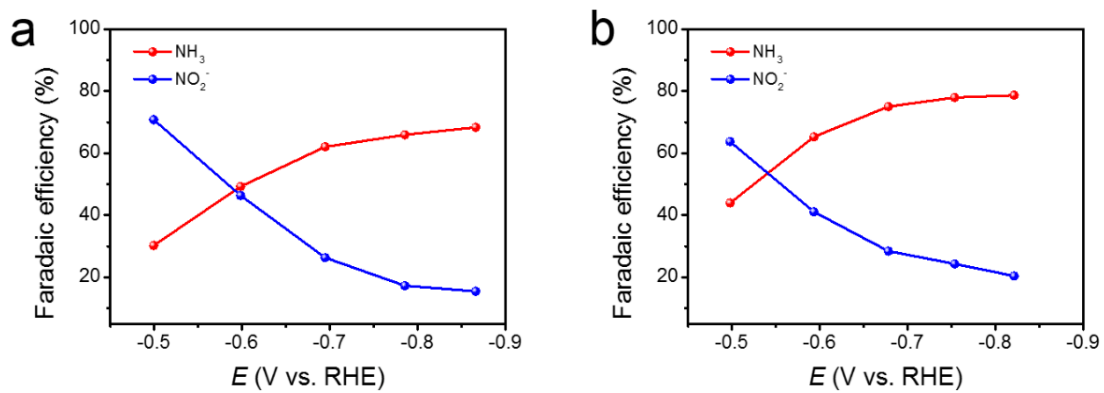 a
Faradaic efficiency (%)
100
80
60
40
20
NH3
NO2-
-0.5 -0.6 -0.7 -0.8 -0.9
E (V vs. RHE)
b
Faradaic efficiency (%)
100
80
60
40
20
NH3
NO2-
-0.5 -0.6 -0.7 -0.8 -0.9
E (V vs. RHE)